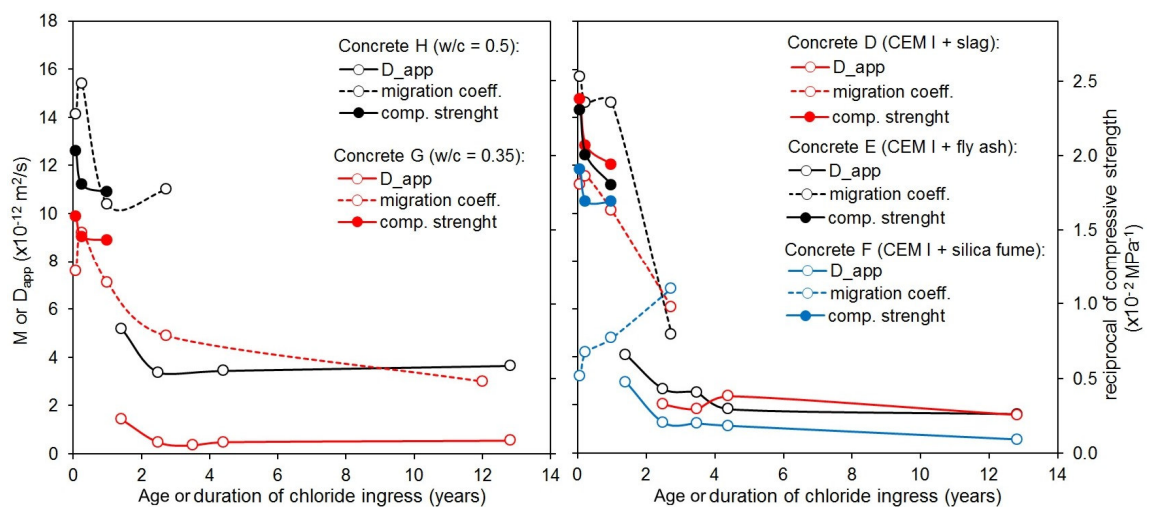 18
16
14
12
10
8
6
4
2
0
M or Dapp (x10-12 m2/s)
Concrete H (w/c = 0.5):
D_app
migration coeff.
comp. strenght
Concrete G (w/c = 0.35):
D_app
migration coeff.
comp. strenght
0 2 4 6 8 10 12 14
Age or duration of chloride ingress (years)
Concrete D (CEM I + slag):
D_app
migration coeff.
comp. strenght
Concrete E (CEM I + fly ash):
D_app
migration coeff.
comp. strenght
Concrete F (CEM I + silica fume):
D_app
migration coeff.
comp. strenght
0 2 4 6 8 10 12 14
Age or duration of chloride ingress (years)
2.5
2.0
1.5
1.0
0.5
0.0
reciprocal of compressive strength
(x10-2 MPa-1)